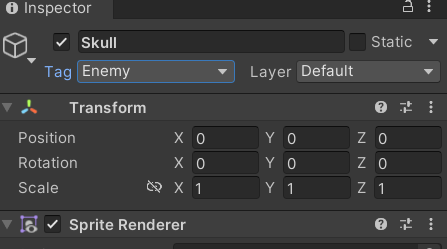 Inspector
Skull
Static
Tag Enemy Layer Default
Transform
Position X 0 Y 0 Z 0
Rotation X 0 Y 0 Z 0
Scale X 1 Y 1 Z 1
Sprite Renderer